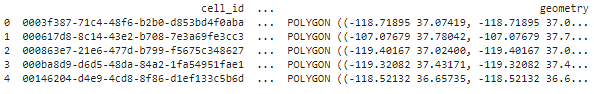 cell_id ... geometry
0 0003f387-71c4-48f6-b2b0-d853bd4f0aba ... POLYGON ((-118.71895 37.07419, -118.71895 37.0...
1 000617d8-8c14-43e2-b708-7e3a69fe3cc3 ... POLYGON ((-107.07679 37.78042, -107.07679 37.7...
2 000863e7-21e6-477d-b799-f5675c348627 ... POLYGON ((-119.40167 37.02400, -119.40167 37.0...
3 000ba8d9-d6d5-48da-84a2-1fa54951fae1 ... POLYGON ((-119.32082 37.43171, -119.32082 37.4...
4 00146204-d4e9-4cd8-8f86-d1ef133c5b6d ... POLYGON ((-118.52132 36.65735, -118.52132 36.6...